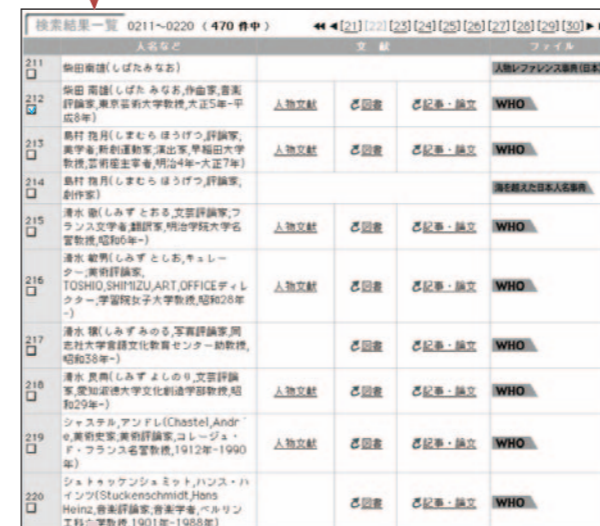 検索結果一覧 0211〜0220 （470 件中） ◀◀ ◀[21][22][23][24][25][26][27][28][29][30]▶
人名など 文献 ファイル
211 柴田南雄(しばたみなお) 人物レファレンス事典(日本
212 柴田 南雄(しばた みなお,作曲家,音楽
評論家,東京芸術大学教授,大正5年-平
成8年) 人物文献 図書 記事・論文 WHO
213 島村 抱月(しまむら ほうげつ,評論家,
美学者;新劇運動家;演出家,早稲田大学
教授,芸術座主宰者,明治4年-大正7年) 人物文献 図書 記事・論文 WHO
214 島村 抱月(しまむら ほうげつ,評論家,
創作家) 海を越えた日本人名事典
215 清水 徹(しみず とおる,文芸評論家;フ
ランス文学者;翻訳家,明治学院大学名
誉教授,昭和6年-) 人物文献 図書 記事・論文 WHO
216 清水 敏男(しみず としお,キュレー
ター;美術評論家,
TOSHIO,SHIMIZU,ART,OFFICEディレ
クター;学習院女子大学教授,昭和28年
-) 人物文献 図書 記事・論文 WHO
217 清水 穣(しみず みのる,写真評論家,同
志社大学言語文化教育センター助教授,
昭和38年-) 図書 記事・論文 WHO
218 清水 良典(しみず よしのり,文芸評論
家,愛知淑徳大学文化創造学部教授,昭
和29年-) 人物文献 図書 記事・論文 WHO
219 シャステル,アンドレ(Chastel,Andr´
e,美術史家;美術評論家,コレージュ・
ド・フランス名誉教授,1912年-1990
年) 人物文献 図書 記事・論文 WHO
220 シュトゥッケンシュミット,ハンス・ハ
インツ(Stuckenschmidt,Hans
Heinz,音楽評論家;音楽学者,ベルリン
工科大学教授,1901年-1988年) 図書 記事・論文 WHO